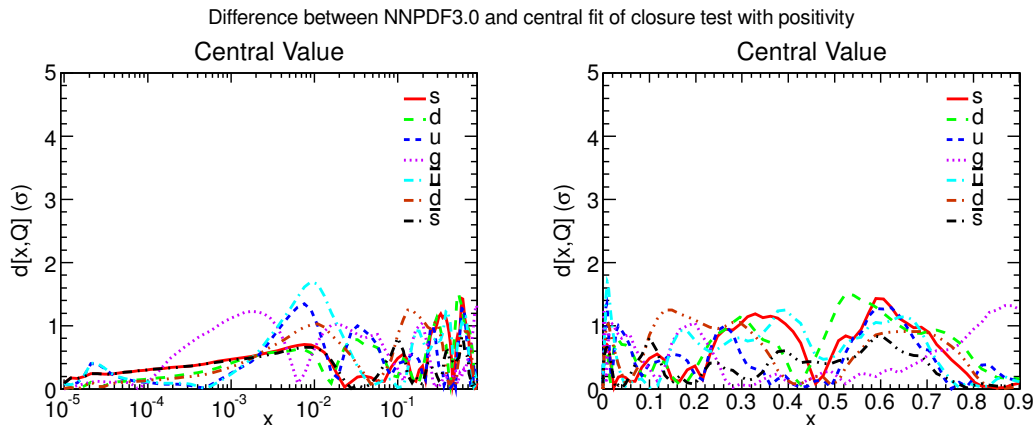 Difference between NNPDF3.0 and central fit of closure test with positivity
Central Value
d[x,Q] (σ)
5
4
3
2
1
0
s
d
u
g
ū
d̄
s̄
10⁻⁵
10⁻⁴
10⁻³
10⁻²
10⁻¹
x
Central Value
d[x,Q] (σ)
5
4
3
2
1
0
s
d
u
g
ū
d̄
s̄
0 0.1 0.2 0.3 0.4 0.5 0.6 0.7 0.8 0.9
x